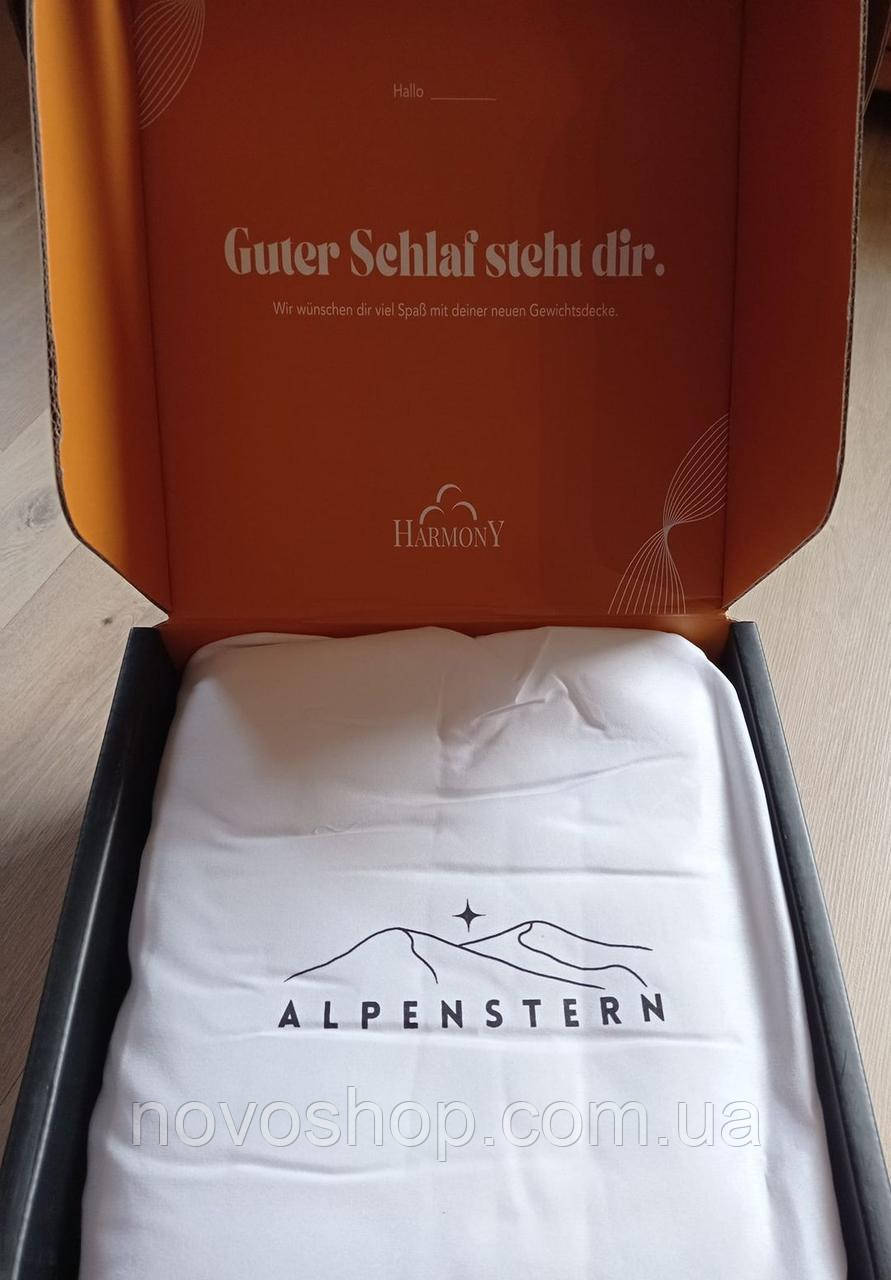 Hallo ________
Guter Schlaf steht dir.
Wir wünschen dir viel Spaß mit deiner neuen Gewichtsdecke.
HARMONY
ALPENSTERN
novoshop.com.ua